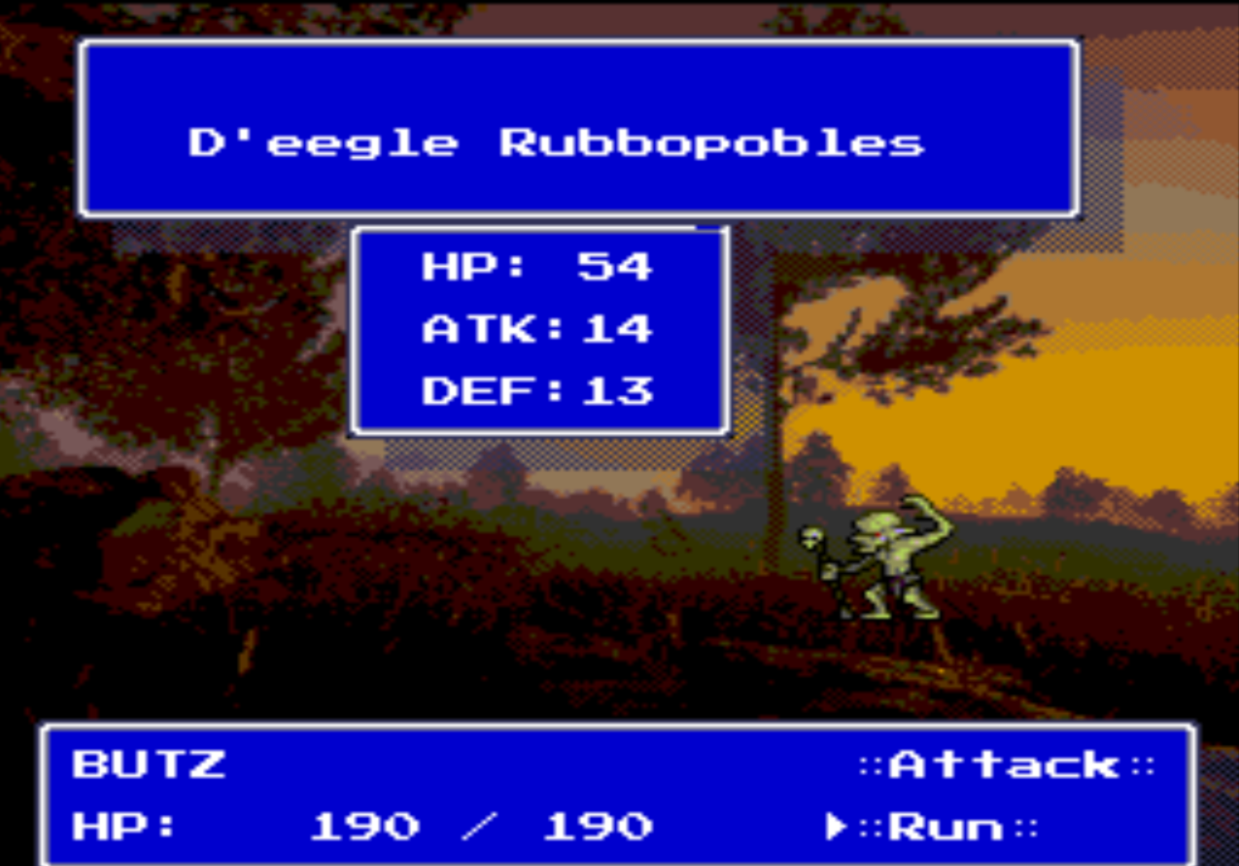 D'eegle Rubbopobles
HP: 54
ATK: 14
DEF: 13
BUTZ
::Attack::
HP: 190 / 190
▶::Run::